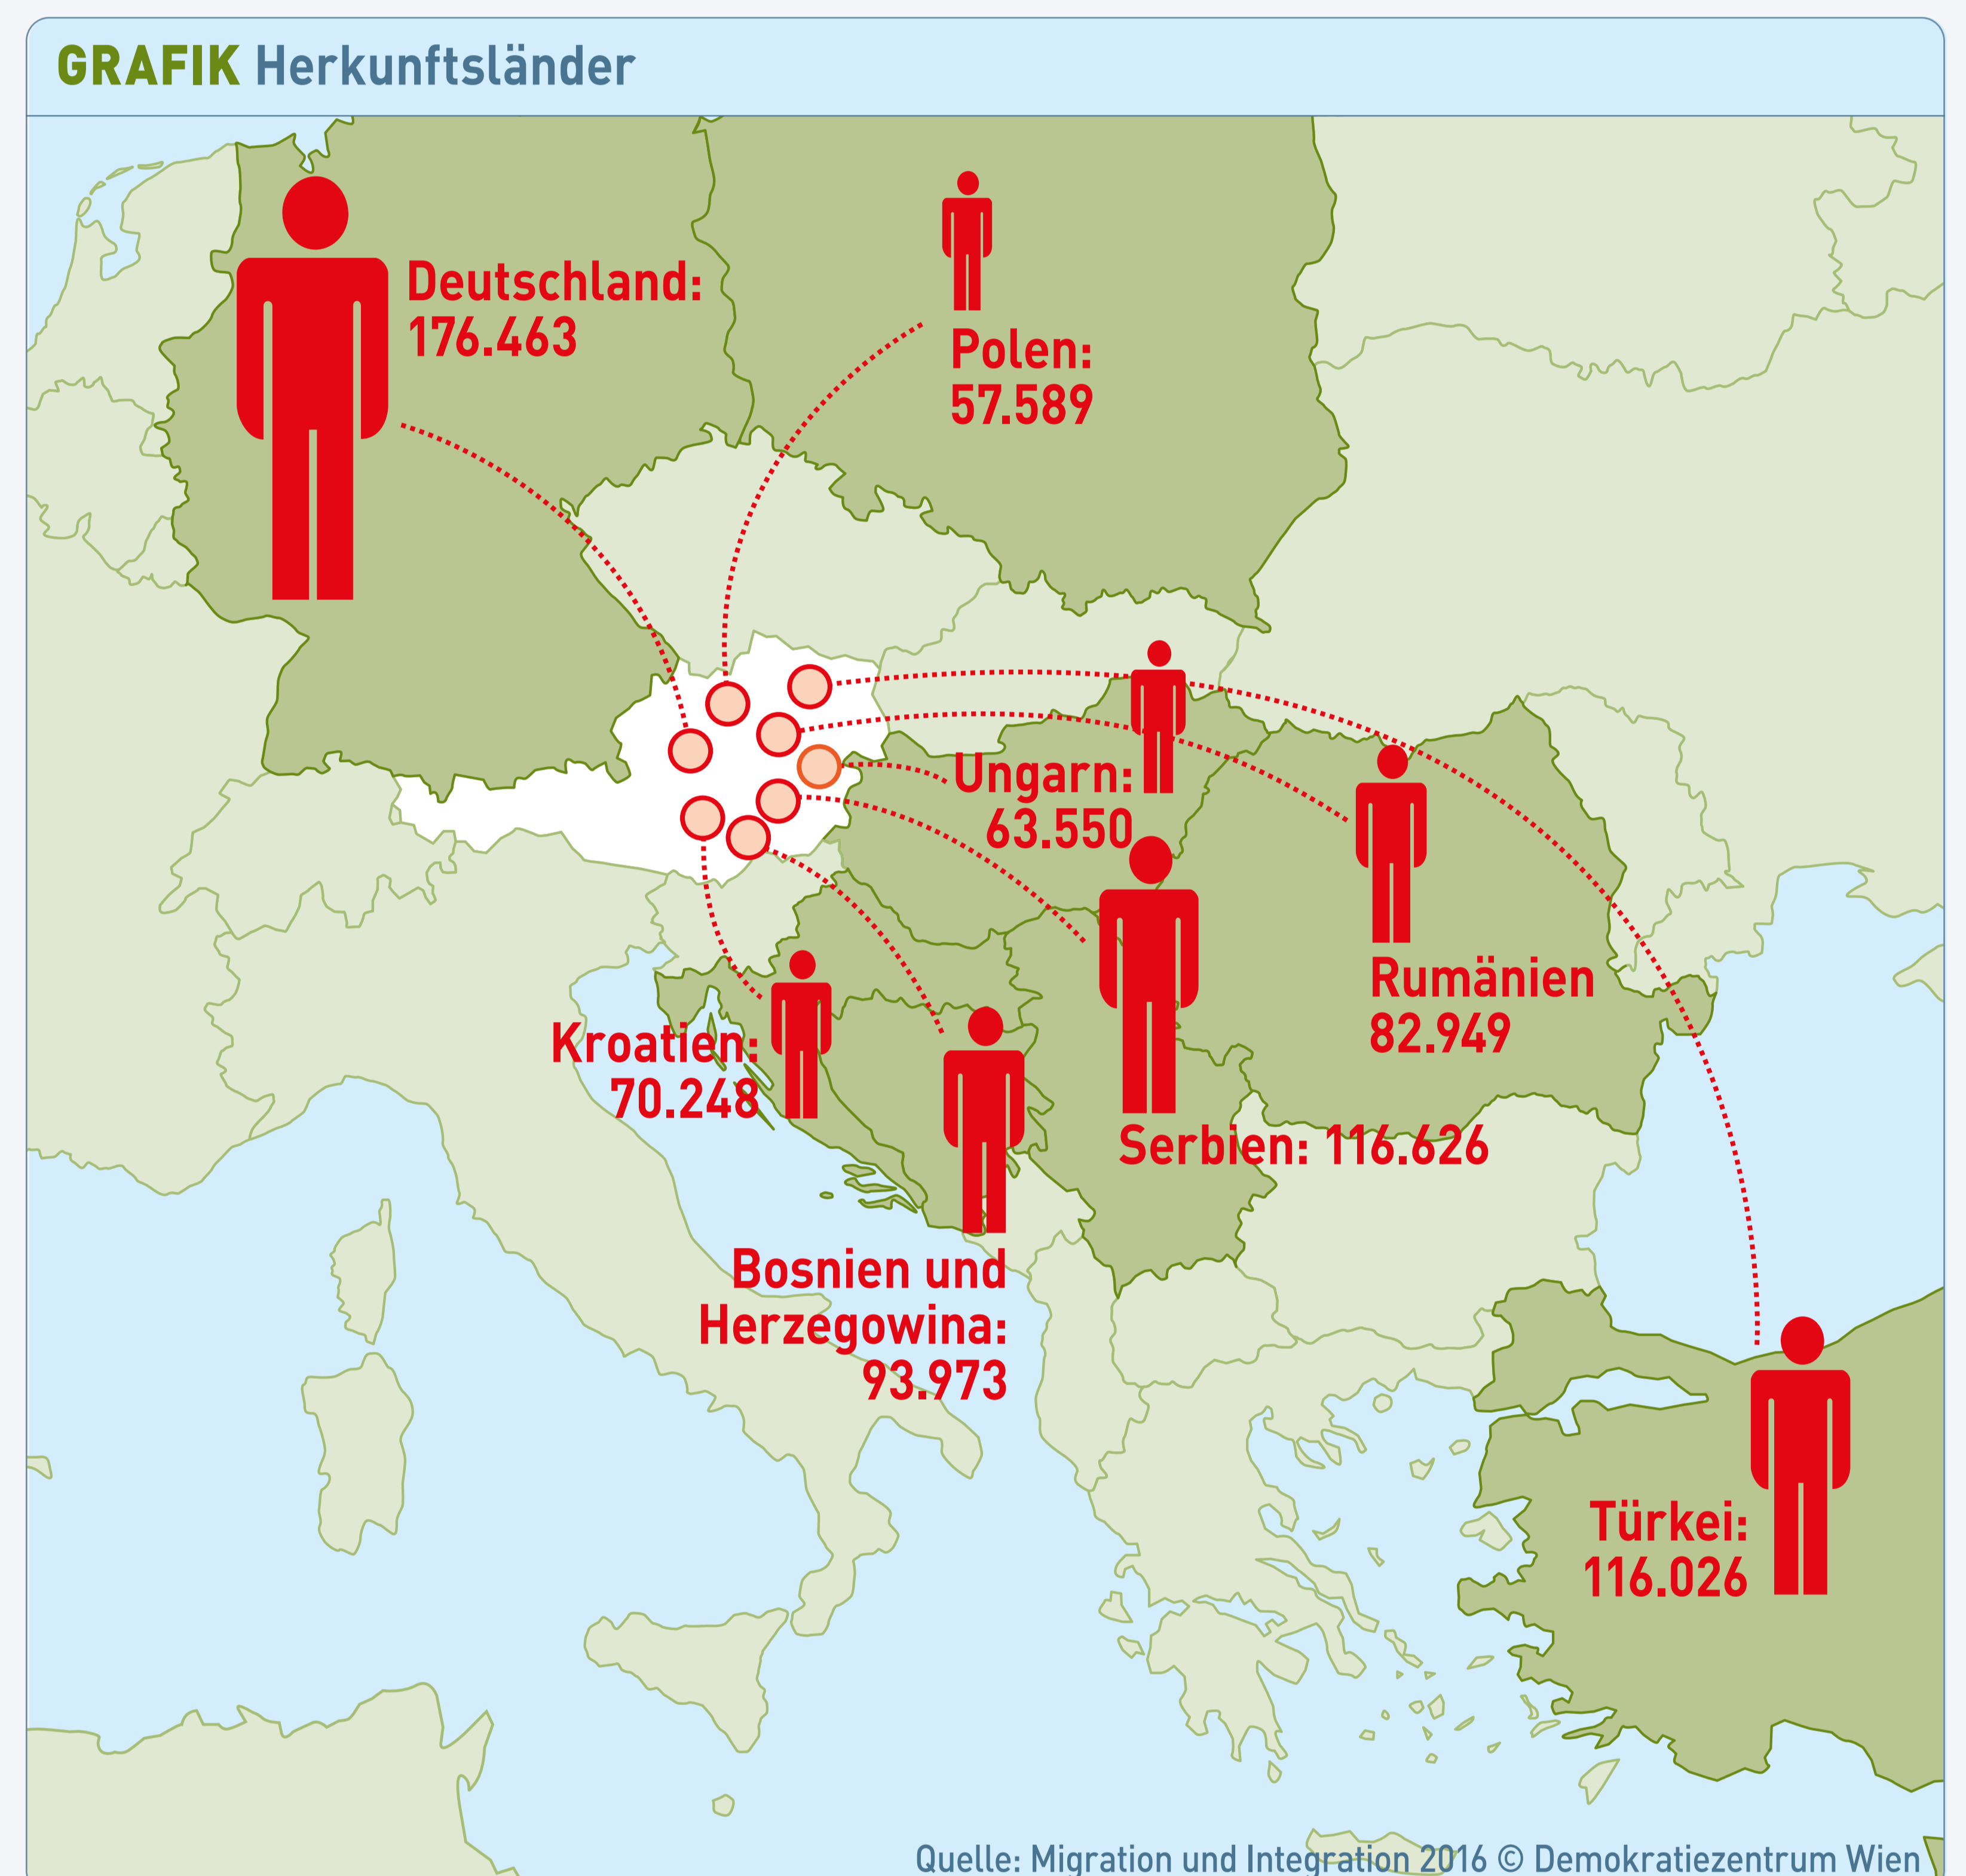 GRAFIK Herkunftsländer
Deutschland:
176.463
Polen:
57.589
Ungarn:
63.550
Rumänien
82.949
Kroatien:
70.248
Serbien: 116.626
Bosnien und
Herzegowina:
93.973
Türkei:
116.026
Quelle: Migration und Integration 2016 © Demokratiezentrum Wien